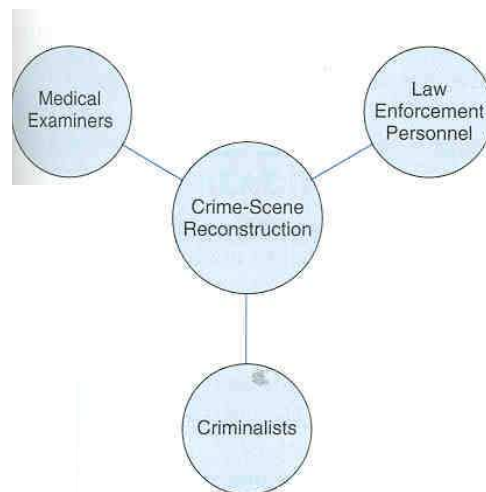 Medical
Examiners
Law
Enforcement
Personnel
Crime-Scene
Reconstruction
Criminalists